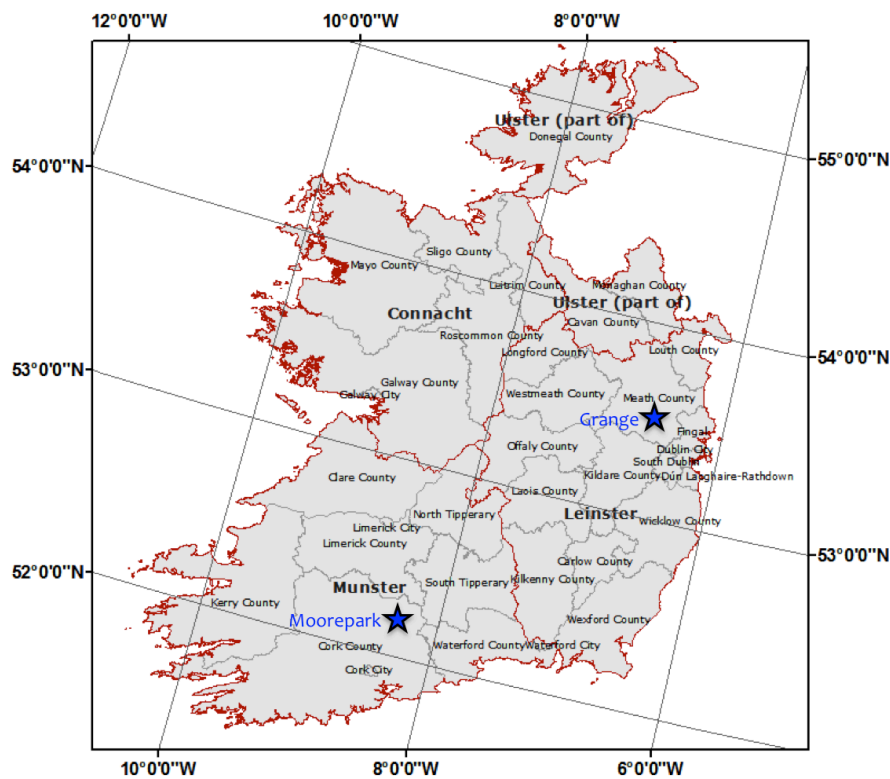 12°0'0"W
10°0'0"W
8°0'0"W
Ulster (part of)
Donegal County
55°0'0"N
54°0'0"N
Sligo County
Mayo County
Leitrim County
Monaghan County
Ulster (part of)
Connacht
Cavan County
Roscommon County
Longford County
Louth County
54°0'0"N
53°0'0"N
Galway County
Galway City
Westmeath County
Meath County
Grange
Fingal
Offaly County
Dublin City
South Dublin
Clare County
Kildare County
Dún Laoghaire-Rathdown
Laois County
North Tipperary
Leinster
Wicklow County
Limerick City
Limerick County
53°0'0"N
Carlow County
52°0'0"N
Munster
South Tipperary
Kilkenny County
Kerry County
Moorepark
Wexford County
Cork County
Waterford County
Waterford City
Cork City
10°0'0"W
8°0'0"W
6°0'0"W